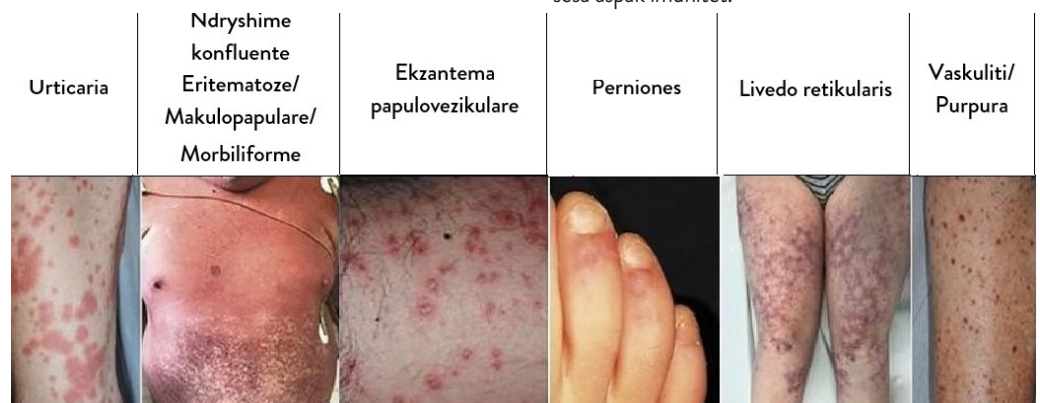 Urticaria
Ndryshime
konfluente
Eritematoze/
Makulopapulare/
Morbiliforme
Ekzantema
papulovezikulare
Perniones
Livedo retikularis
Vaskuliti/
Purpura